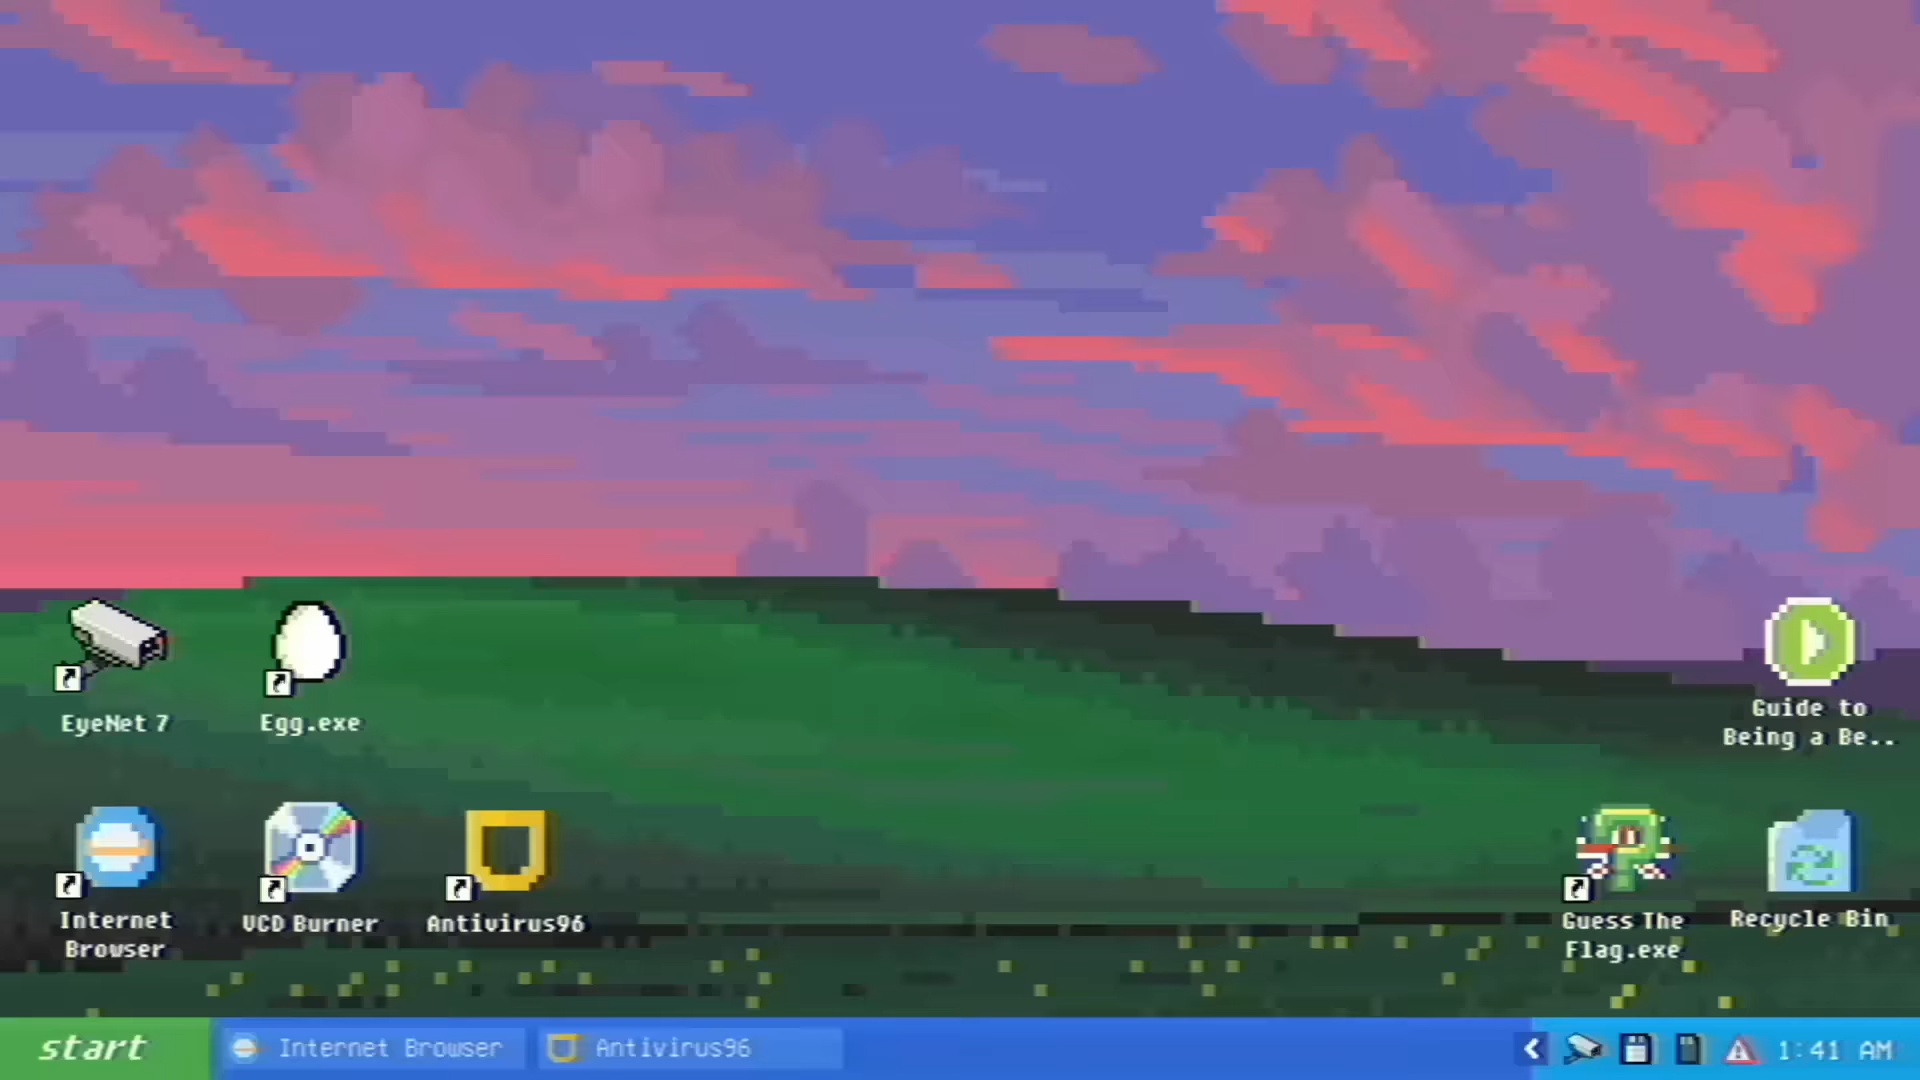 EyeNet 7
Egg.exe
Guide to
Being a Be..
Internet
Browser
VCD Burner
Antivirus96
Guess The
Flag.exe
Recycle Bin
start
Internet Browser
Antivirus96
1:41 AM